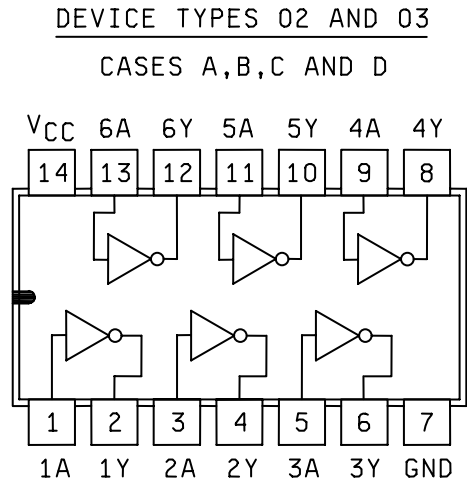 DEVICE TYPES 02 AND 03
CASES A,B,C AND D
VCC 6A 6Y 5A 5Y 4A 4Y
14 13 12 11 10 9 8
1 2 3 4 5 6 7
1A 1Y 2A 2Y 3A 3Y GND